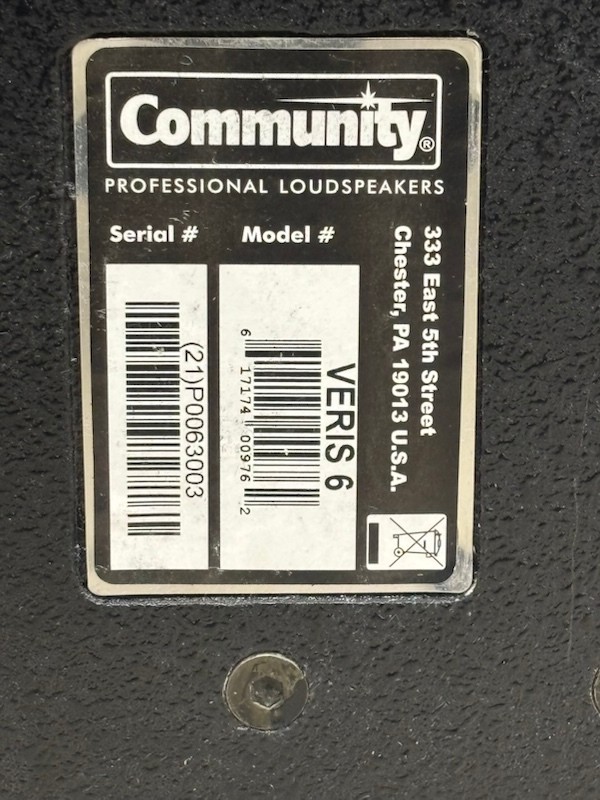 Community®
PROFESSIONAL LOUDSPEAKERS
Serial #
Model #
(21)P0063003
VERIS 6
6 17174 00976 2
333 East 5th Street
Chester, PA 19013 U.S.A.